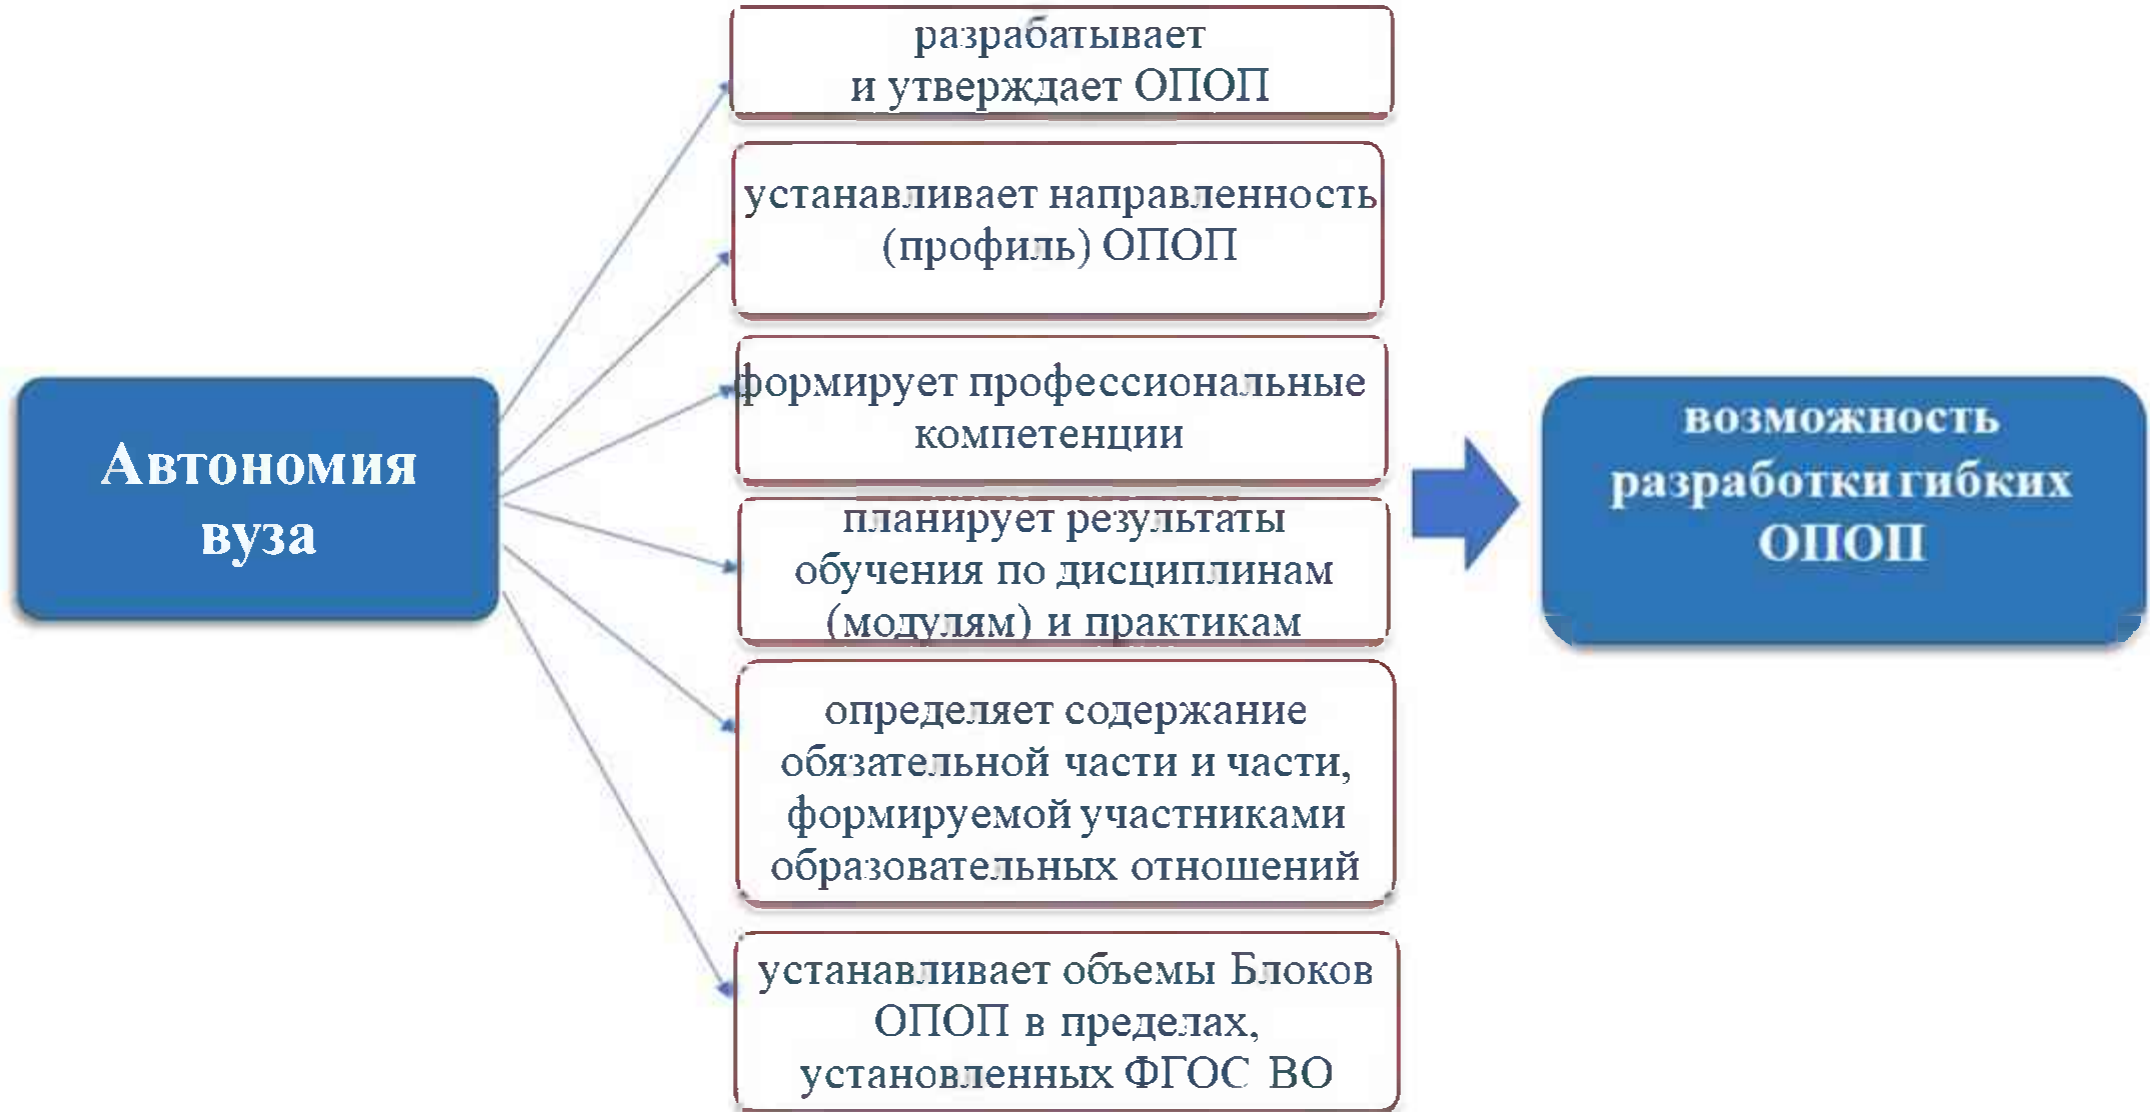 Автономия
вуза
разрабатывает
и утверждает ОПОП
устанавливает направленность
(профиль) ОПОП
формирует профессиональные
компетенции
планирует результаты
обучения по дисциплинам
(модулям) и практикам
определяет содержание
обязательной части и части,
формируемой участниками
образовательных отношений
устанавливает объемы Блоков
ОПОП в пределах,
установленных ФГОС ВО
возможность
разработки гибких
ОПОП